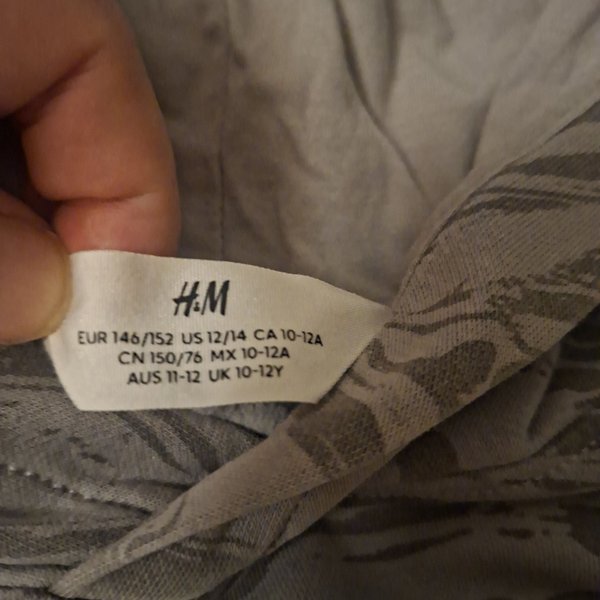 H&M
EUR 146/152 US 12/14 CA 10-12A
CN 150/76 MX 10-12A
AUS 11-12 UK 10-12Y